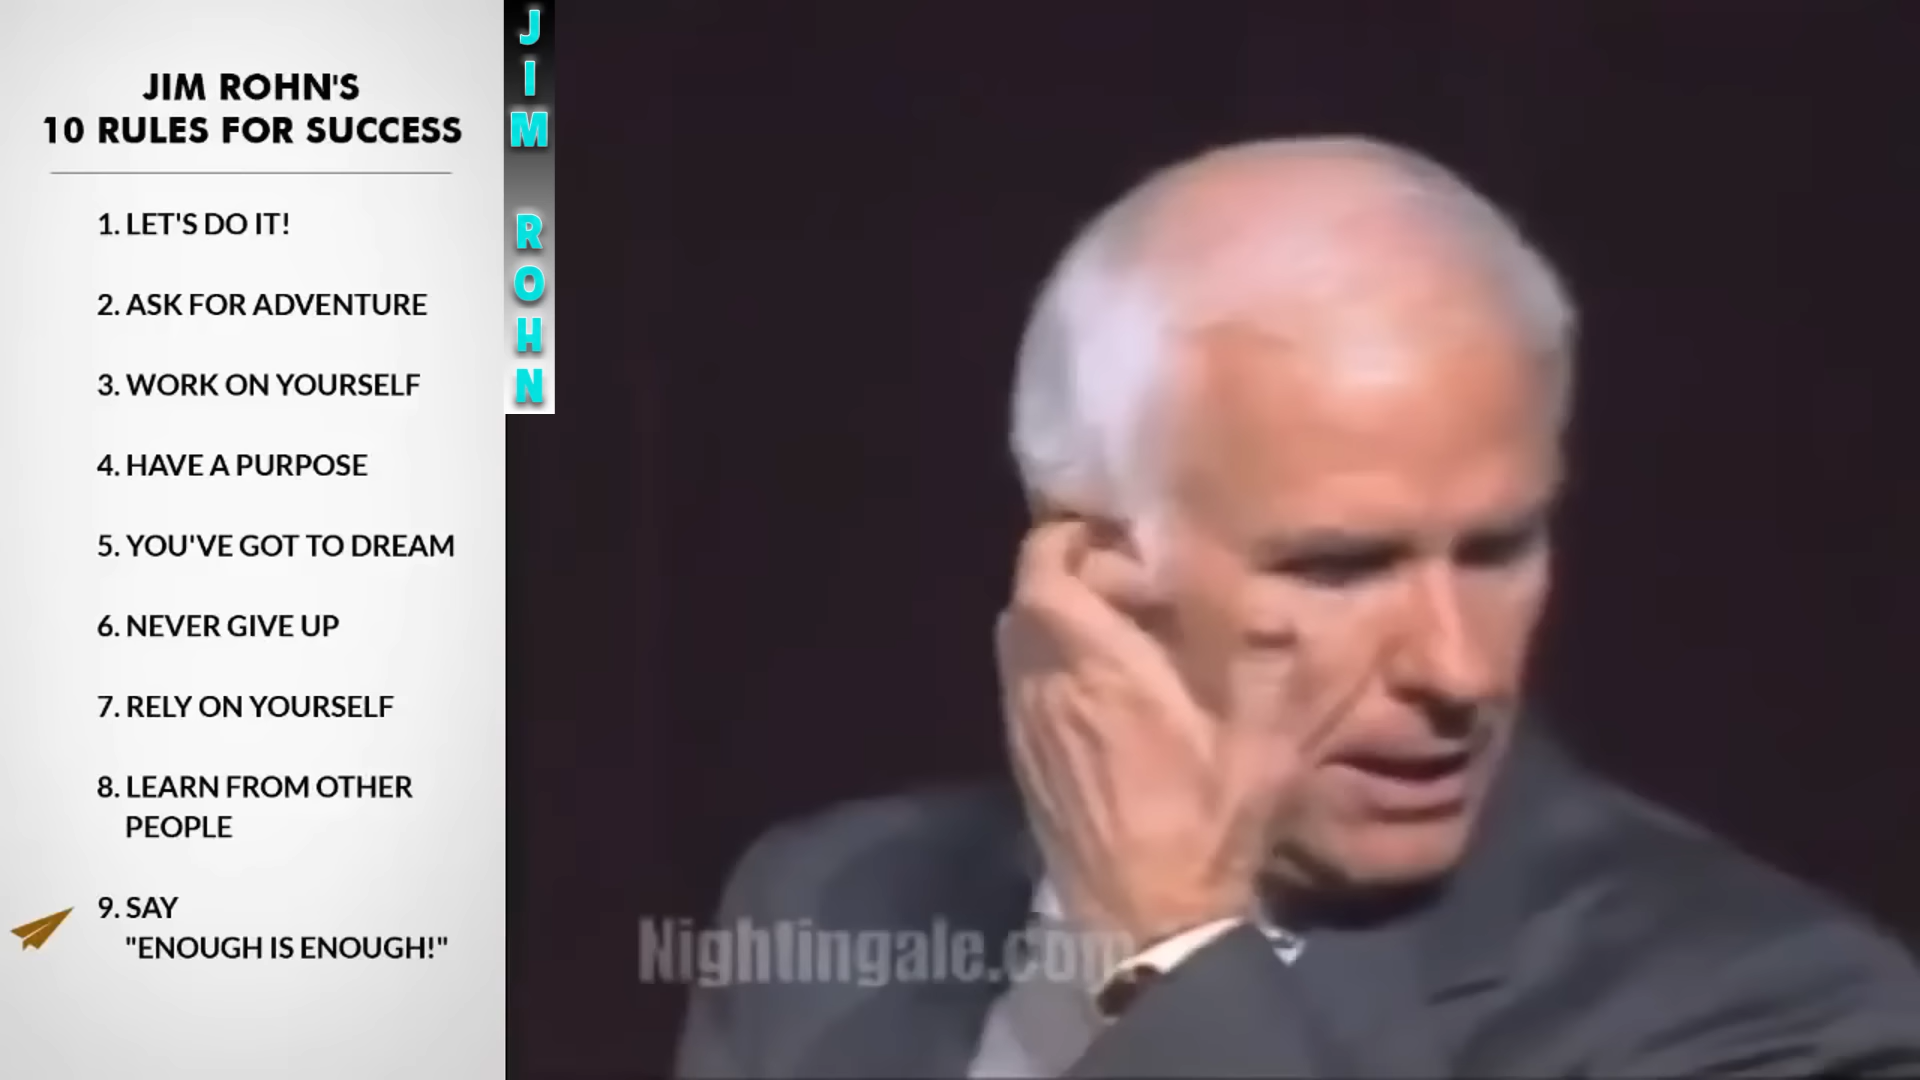 JIM ROHN'S
10 RULES FOR SUCCESS
1. LET'S DO IT!
2. ASK FOR ADVENTURE
3. WORK ON YOURSELF
4. HAVE A PURPOSE
5. YOU'VE GOT TO DREAM
6. NEVER GIVE UP
7. RELY ON YOURSELF
8. LEARN FROM OTHER
PEOPLE
9. SAY
"ENOUGH IS ENOUGH!"
JIM ROHN
Nightingale.com